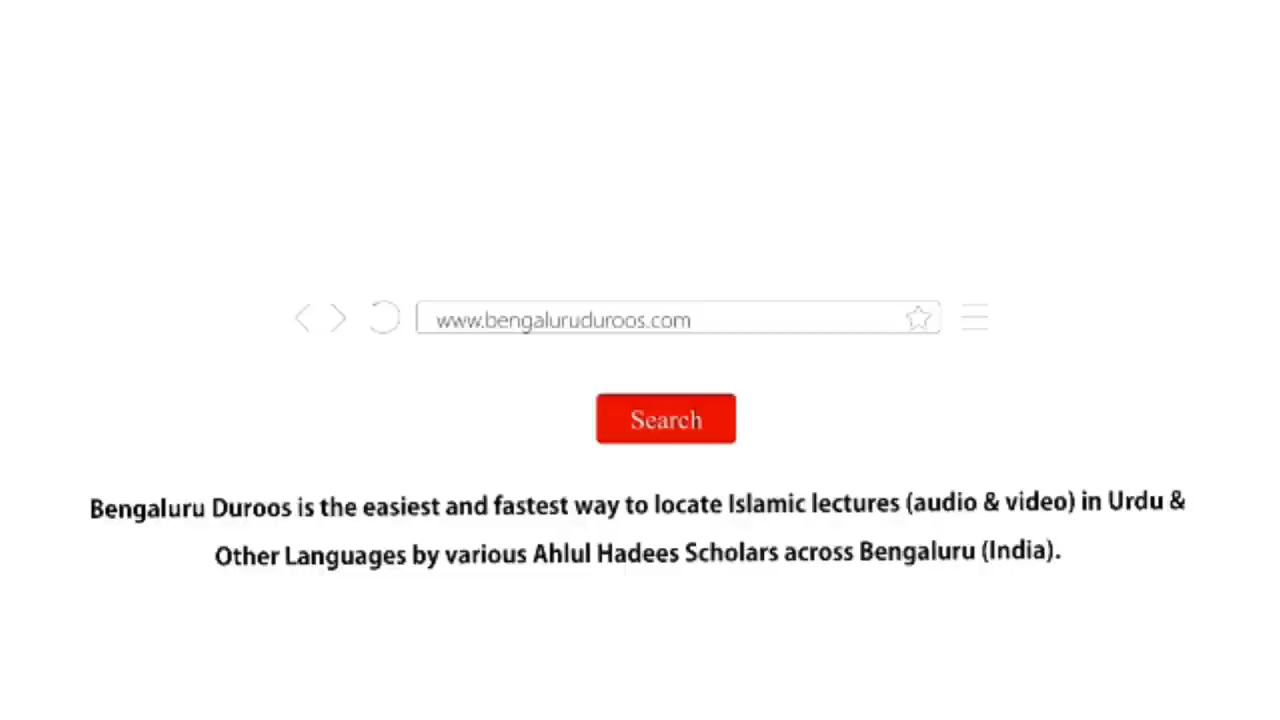 www.bengaluruduroos.com
Search
Bengaluru Duroos is the easiest and fastest way to locate Islamic lectures (audio & video) in Urdu &
Other Languages by various Ahlul Hadees Scholars across Bengaluru (India).